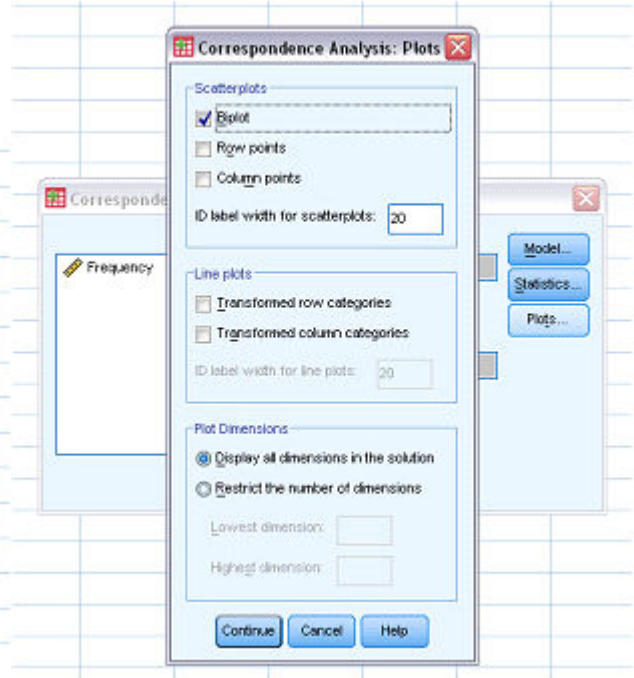 Correspondence Analysis: Plots
Scatterplots
Biplot
Row points
Column points
ID label width for scatterplots: 20
Line plots
Transformed row categories
Transformed column categories
ID label width for line plots: 20
Plot Dimensions
Display all dimensions in the solution
Restrict the number of dimensions
Lowest dimension:
Highest dimension:
Continue Cancel Help
Corresponde
Frequency
Model...
Statistics...
Plots...